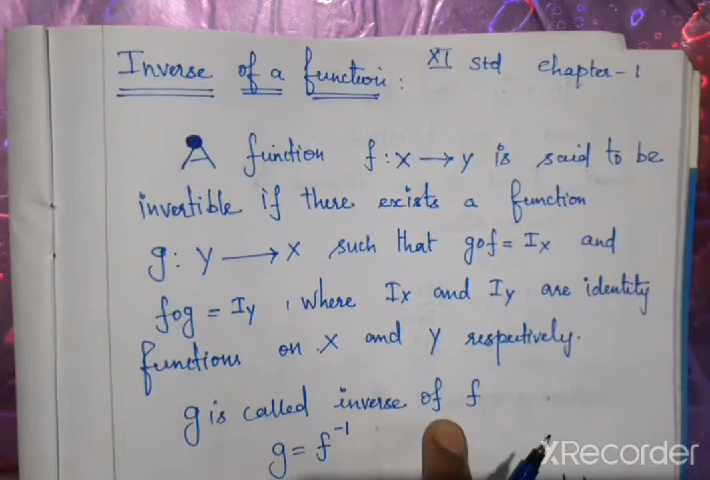 Inverse of a function: XI Std chapter-1
A function f: X → Y is said to be
invertible if there exists a function
g: Y → X such that gof = Ix and
fog = Iy, where Ix and Iy are identity
functions on X and Y respectively.
g is called inverse of f
g = f⁻¹
XRecorder